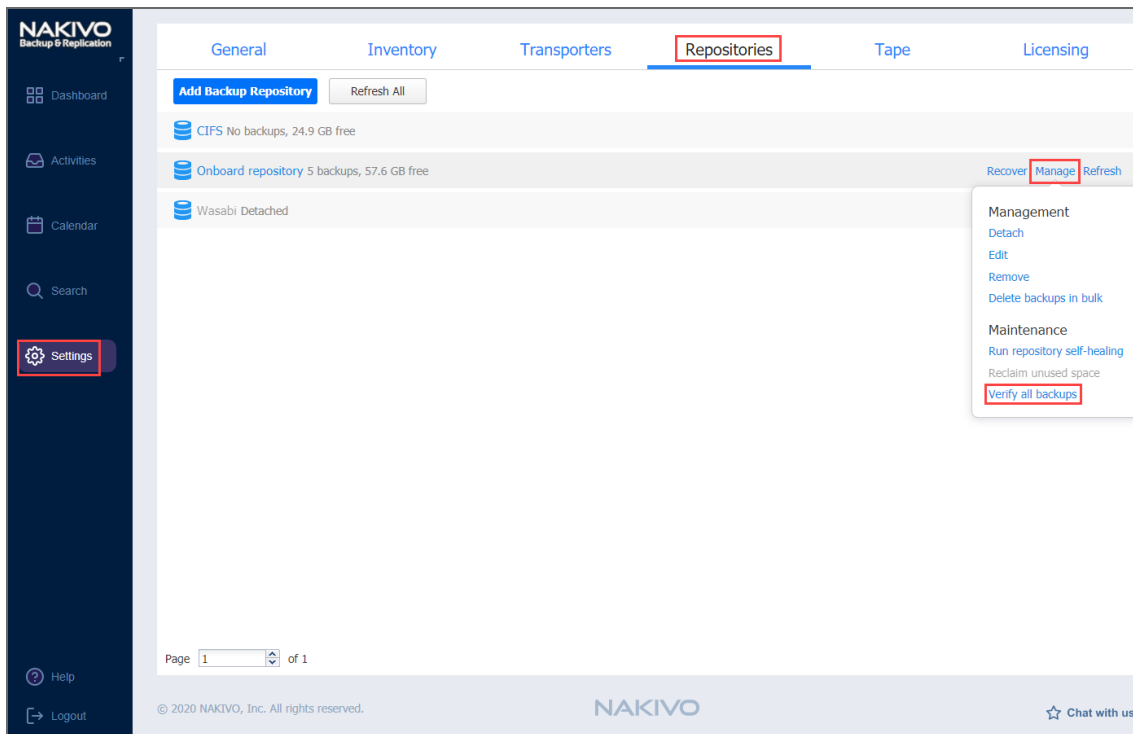 NAKIVO
Backup & Replication
Dashboard
Activities
Calendar
Search
Settings
Help
Logout
General Inventory Transporters Repositories Tape Licensing
Add Backup Repository Refresh All
CIFS No backups, 24.9 GB free
Onboard repository 5 backups, 57.6 GB free Recover Manage Refresh
Wasabi Detached
Management
Detach
Edit
Remove
Delete backups in bulk
Maintenance
Run repository self-healing
Reclaim unused space
Verify all backups
Page 1 of 1
© 2020 NAKIVO, Inc. All rights reserved. NAKIVO Chat with us